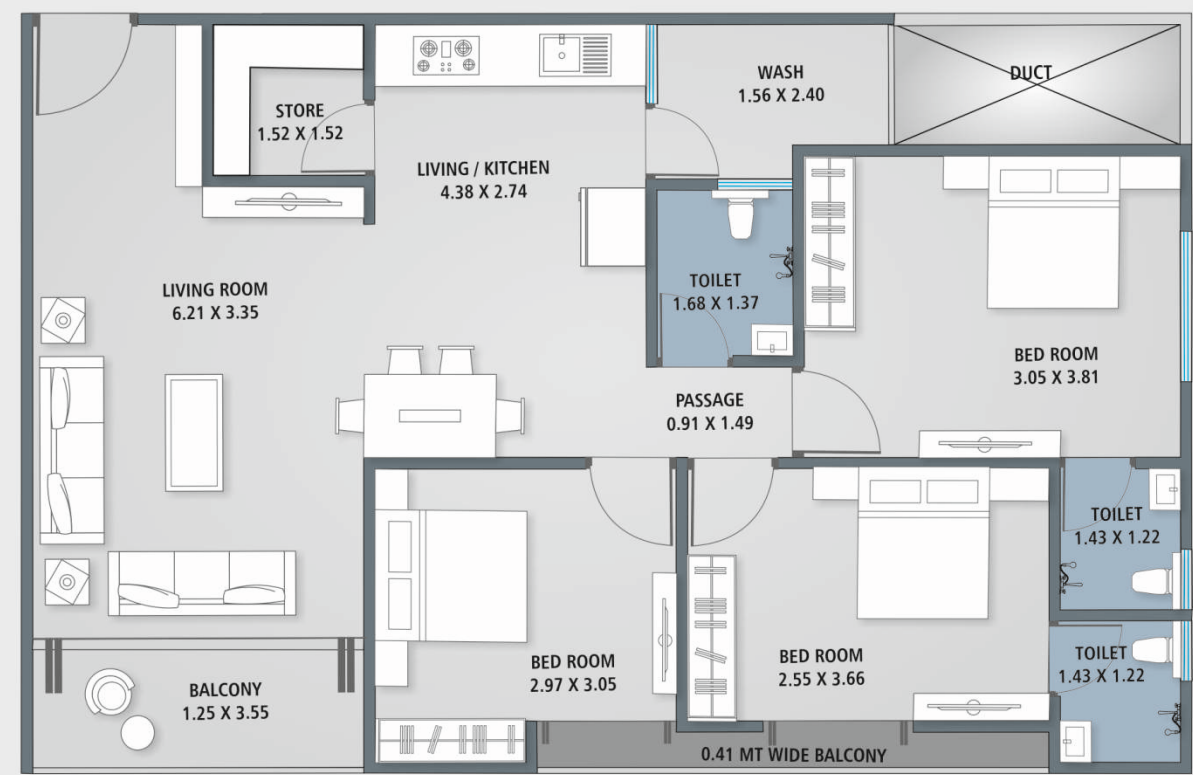 WASH
1.56 X 2.40
DUCT
STORE
1.52 X 1.52
LIVING / KITCHEN
4.38 X 2.74
LIVING ROOM
6.21 X 3.35
TOILET
1.68 X 1.37
BED ROOM
3.05 X 3.81
PASSAGE
0.91 X 1.49
TOILET
1.43 X 1.22
BED ROOM
2.97 X 3.05
BED ROOM
2.55 X 3.66
TOILET
1.43 X 1.22
BALCONY
1.25 X 3.55
0.41 MT WIDE BALCONY